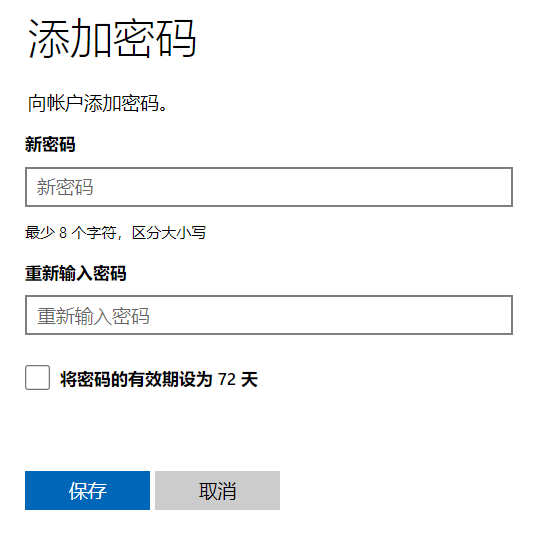 添加密码
向帐户添加密码。
新密码
新密码
最少 8 个字符，区分大小写
重新输入密码
重新输入密码
将密码的有效期设为 72 天
保存 取消